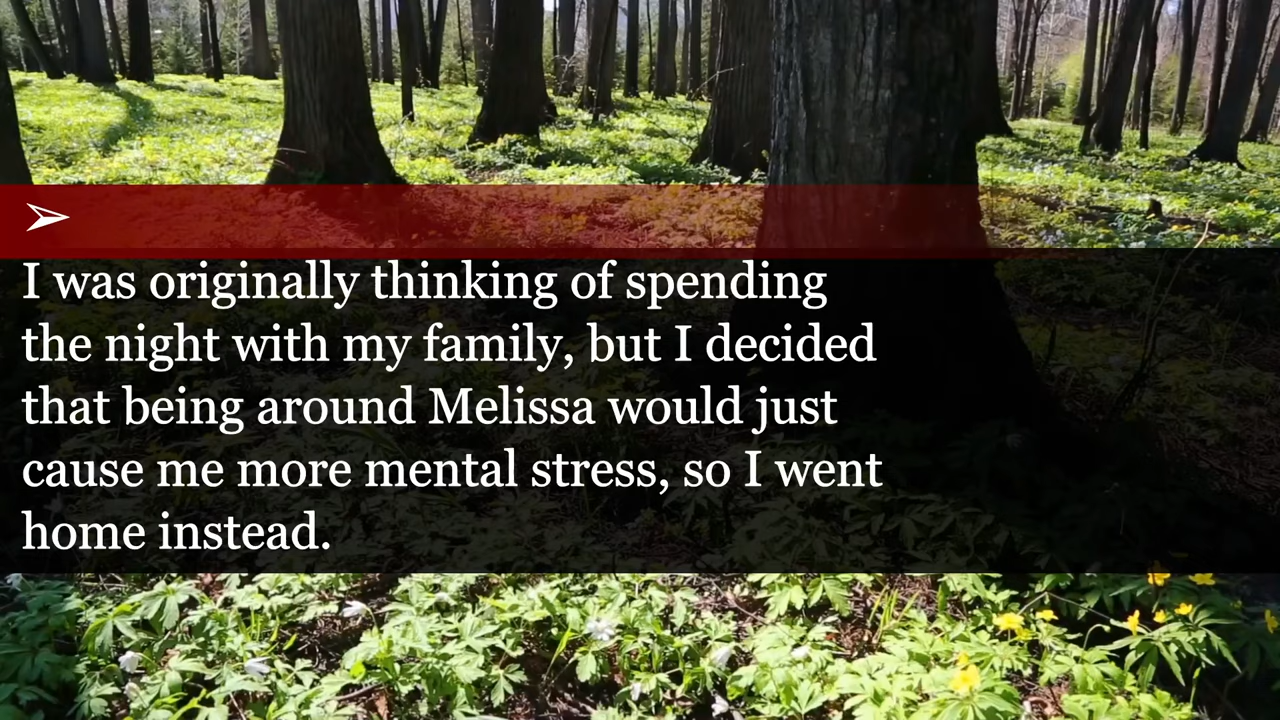 I was originally thinking of spending
the night with my family, but I decided
that being around Melissa would just
cause me more mental stress, so I went
home instead.